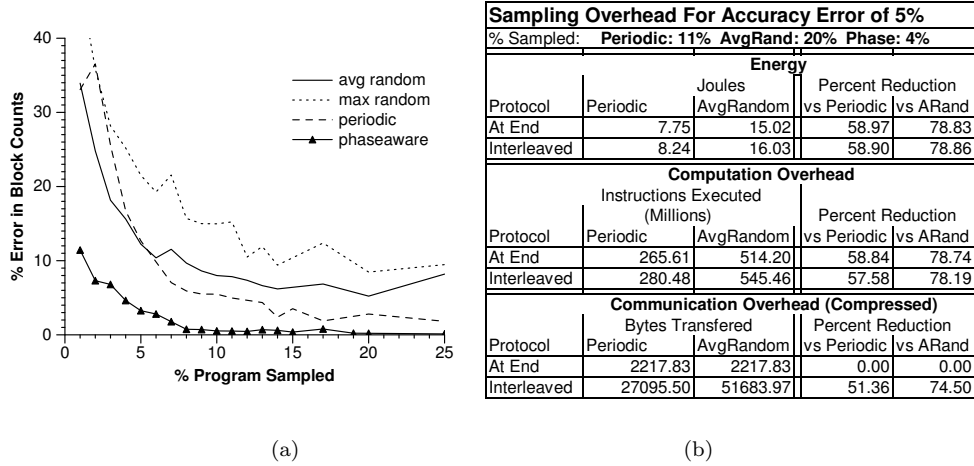 40
30
20
10
0
% Error in Block Counts
avg random
max random
periodic
phaseaware
0 5 10 15 20 25
% Program Sampled
(a)
Sampling Overhead For Accuracy Error of 5%
% Sampled: Periodic: 11% AvgRand: 20% Phase: 4%
Energy
Joules Percent Reduction
Protocol Periodic AvgRandom vs Periodic vs ARand
At End 7.75 15.02 58.97 78.83
Interleaved 8.24 16.03 58.90 78.86
Computation Overhead
Instructions Executed
(Millions) Percent Reduction
Protocol Periodic AvgRandom vs Periodic vs ARand
At End 265.61 514.20 58.84 78.74
Interleaved 280.48 545.46 57.58 78.19
Communication Overhead (Compressed)
Bytes Transfered Percent Reduction
Protocol Periodic AvgRandom vs Periodic vs ARand
At End 2217.83 2217.83 0.00 0.00
Interleaved 27095.50 51683.97 51.36 74.50
(b)